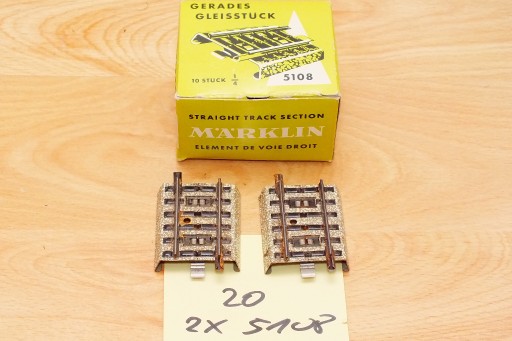 GERADES
GLEISSTÜCK
10 STÜCK 1/4
5108
STRAIGHT TRACK SECTION
MÄRKLIN
ELEMENT DE VOIE DROIT
20
2X 5108